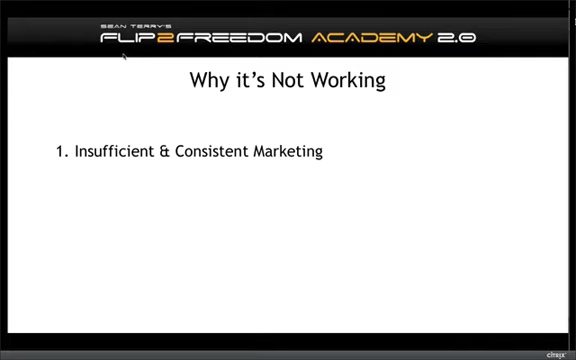 SEAN TERRY'S
FLIP2FREEDOM ACADEMY 2.0
Why it's Not Working
1. Insufficient & Consistent Marketing
citrix